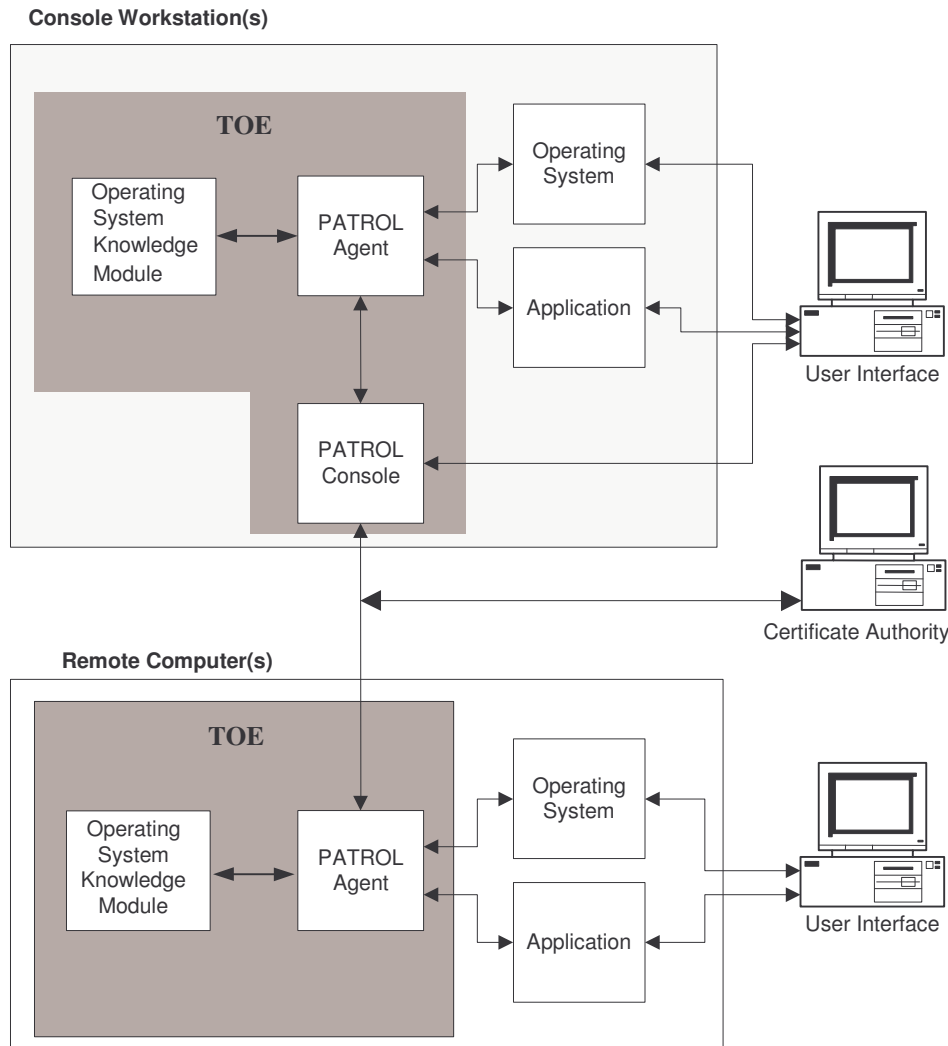 Console Workstation(s)
TOE
Operating
System
Knowledge
Module
PATROL
Agent
Operating
System
Application
User Interface
PATROL
Console
Certificate Authority
Remote Computer(s)
TOE
Operating
System
Knowledge
Module
PATROL
Agent
Operating
System
Application
User Interface